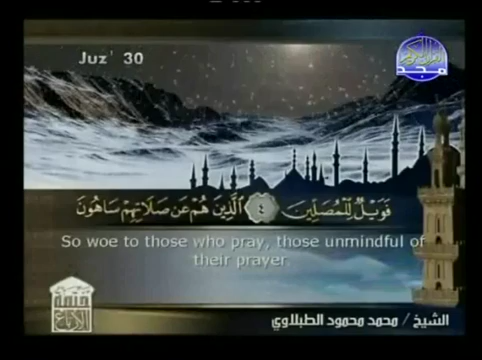 Juz' 30
فَوَيْلٌ لِّلْمُصَلِّينَ ٤ الَّذِينَ هُمْ عَن صَلَاتِهِمْ سَاهُونَ
So woe to those who pray, those unmindful of
their prayer.
الشيخ / محمد محمود الطبلاوي